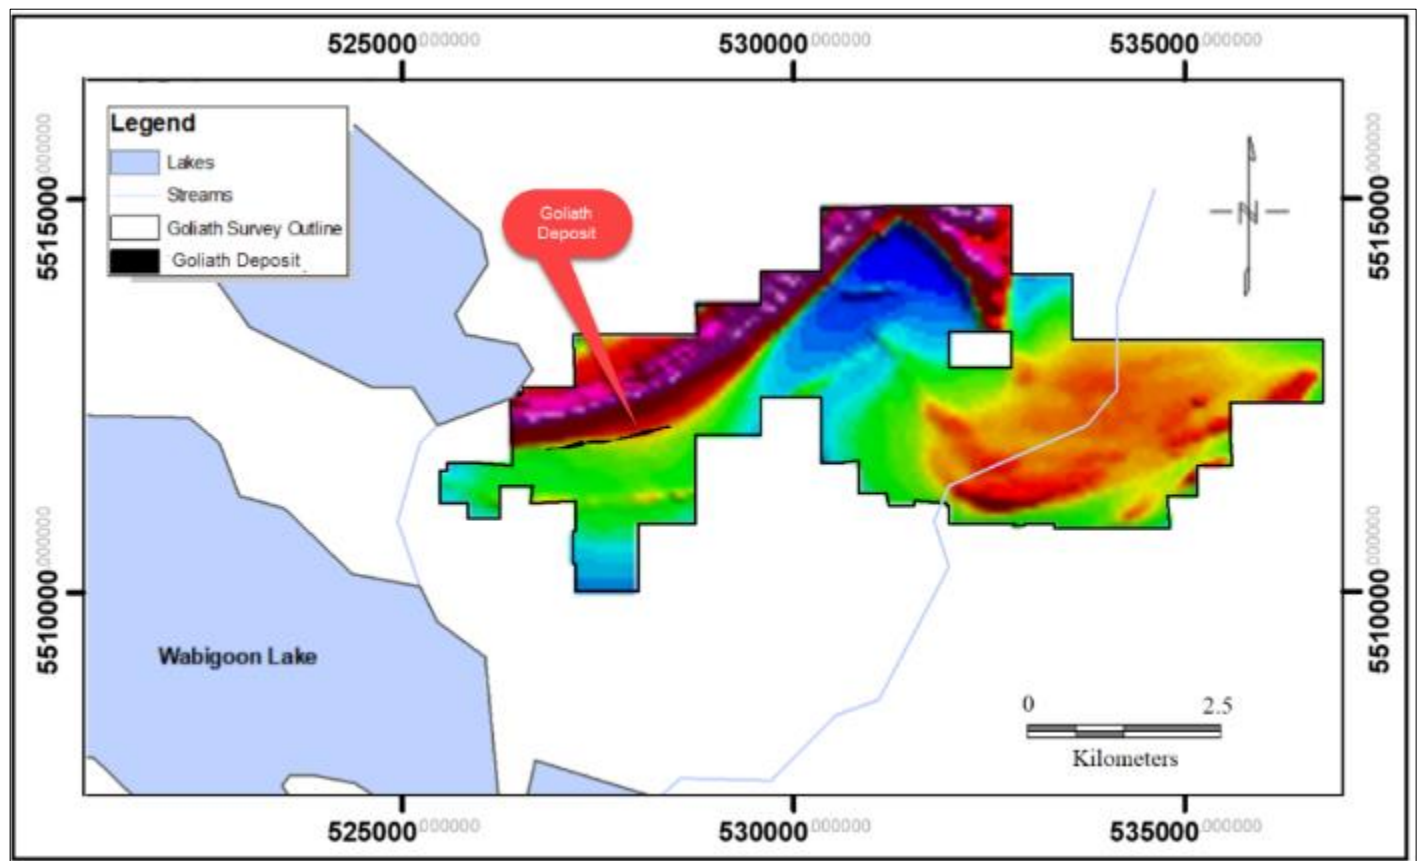 525000000000
530000000000
535000000000
5515000000000
5515000000000
Legend
Lakes
Streams
Goliath Survey Outline
Goliath Deposit
Goliath
Deposit
N
5510000000000
5510000000000
Wabigoon Lake
0 2.5
Kilometers
525000000000
530000000000
535000000000